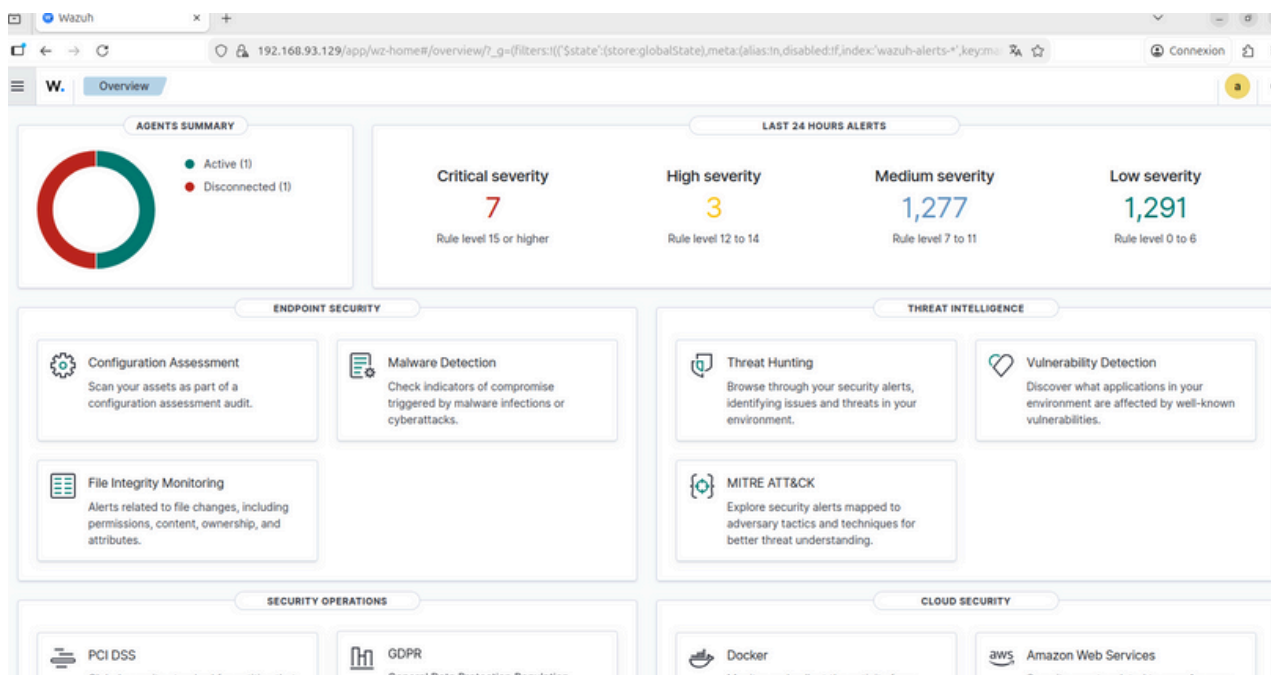 Wazuh
192.168.93.129/app/wz-home#/overview/?_g=(filters:!(('$state':(store:globalState),meta:(alias:!n,disabled:!f,index:'wazuh-alerts-*',key:ma
Connexion
W. Overview
a
AGENTS SUMMARY
Active (1)
Disconnected (1)
LAST 24 HOURS ALERTS
Critical severity
7
Rule level 15 or higher
High severity
3
Rule level 12 to 14
Medium severity
1,277
Rule level 7 to 11
Low severity
1,291
Rule level 0 to 6
ENDPOINT SECURITY
Configuration Assessment
Scan your assets as part of a
configuration assessment audit.
Malware Detection
Check indicators of compromise
triggered by malware infections or
cyberattacks.
File Integrity Monitoring
Alerts related to file changes, including
permissions, content, ownership, and
attributes.
THREAT INTELLIGENCE
Threat Hunting
Browse through your security alerts,
identifying issues and threats in your
environment.
Vulnerability Detection
Discover what applications in your
environment are affected by well-known
vulnerabilities.
MITRE ATT&CK
Explore security alerts mapped to
adversary tactics and techniques for
better threat understanding.
SECURITY OPERATIONS
PCI DSS
GDPR
CLOUD SECURITY
Docker
aws
Amazon Web Services